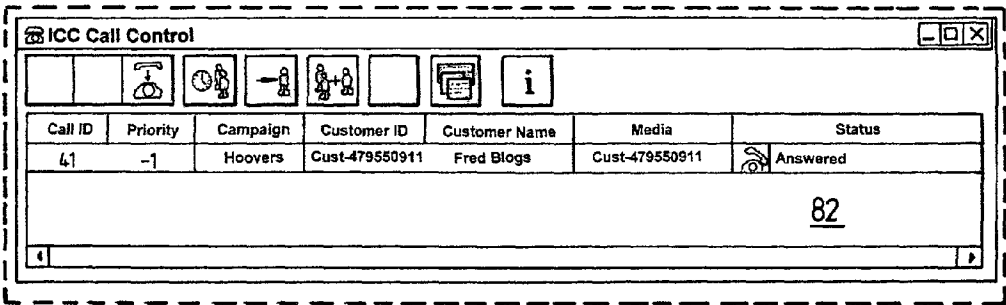 ICC Call Control
i
Call ID Priority Campaign Customer ID Customer Name Media Status
41 -1 Hoovers Cust-479550911 Fred Blogs Cust-479550911 Answered
82